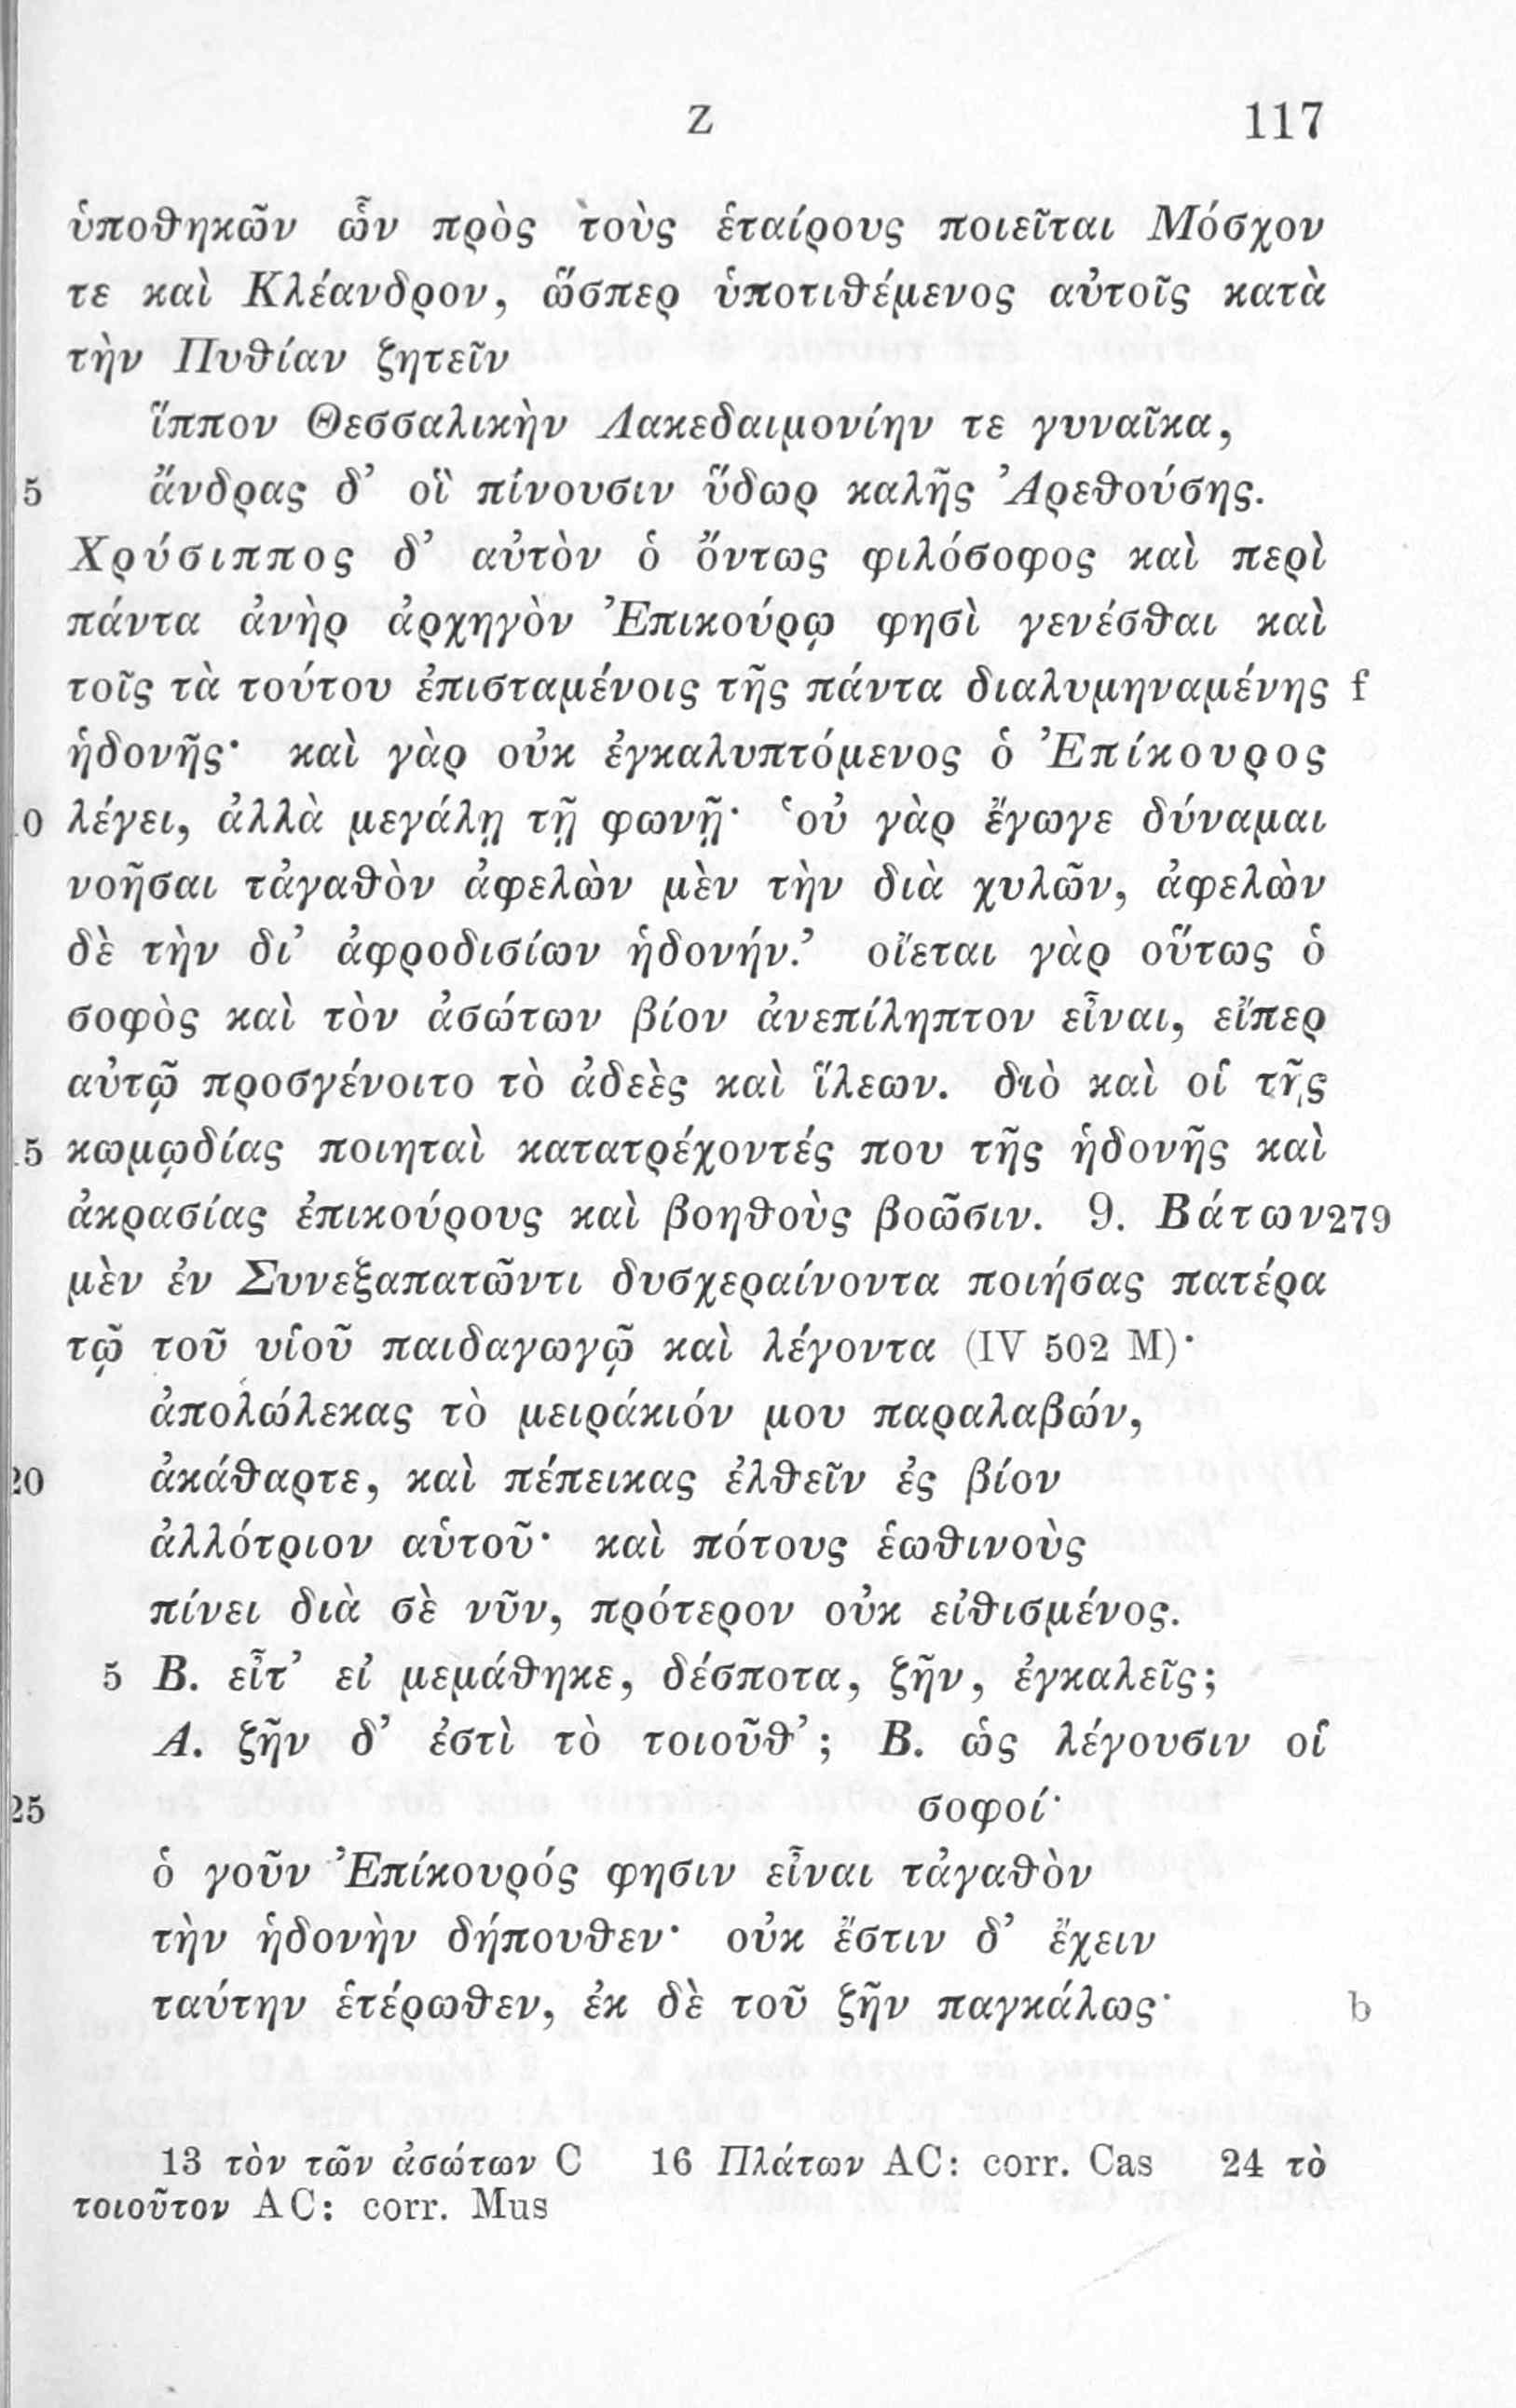 Z 117
ὑποθηκῶν ὧν πρὸς τοὺς ἑταίρους ποιεῖται Μόσχον
τε καὶ Κλέανδρον, ὥσπερ ὑποτιθέμενος αὐτοῖς κατὰ
τὴν Πυθίαν ζητεῖν
ἵππον Θεσσαλικὴν Λακεδαιμονίην τε γυναῖκα,
5 ἄνδρας δ’ οἳ πίνουσιν ὕδωρ καλῆς Ἀρεθούσης.
Χρύσιππος δ’ αὐτὸν ὁ ὄντως φιλόσοφος καὶ περὶ
πάντα ἀνὴρ ἀρχηγὸν Ἐπικούρῳ φησὶ γενέσθαι καὶ
τοῖς τὰ τούτου ἐπισταμένοις τῆς πάντα διαλυμηναμένης f
ἡδονῆς· καὶ γὰρ οὐκ ἐγκαλυπτόμενος ὁ Ἐπίκουρος
0 λέγει, ἀλλὰ μεγάλῃ τῇ φωνῇ· ‘οὐ γὰρ ἔγωγε δύναμαι
νοῆσαι τἀγαθὸν ἀφελὼν μὲν τὴν διὰ χυλῶν, ἀφελὼν
δὲ τὴν δι’ ἀφροδισίων ἡδονήν.’ οἴεται γὰρ οὕτως ὁ
σοφὸς καὶ τὸν ἀσώτων βίον ἀνεπίληπτον εἶναι, εἴπερ
αὐτῷ προσγένοιτο τὸ ἀδεὲς καὶ ἵλεων. διὸ καὶ οἱ τῆς
5 κωμῳδίας ποιηταὶ κατατρέχοντές που τῆς ἡδονῆς καὶ
ἀκρασίας ἐπικούρους καὶ βοηθοὺς βοῶσιν. 9. Βάτων 279
μὲν ἐν Συνεξαπατῶντι δυσχεραίνοντα ποιήσας πατέρα
τῷ τοῦ υἱοῦ παιδαγωγῷ καὶ λέγοντα (IV 502 M)·
ἀπολώλεκας τὸ μειράκιόν μου παραλαβών,
20 ἀκάθαρτε, καὶ πέπεικας ἐλθεῖν ἐς βίον
ἀλλότριον αὑτοῦ· καὶ πότους ἑωθινοὺς
πίνει διὰ σὲ νῦν, πρότερον οὐκ εἰθισμένος.
5 Β. εἶτ’ εἰ μεμάθηκε, δέσποτα, ζῆν, ἐγκαλεῖς;
Α. ζῆν δ’ ἐστὶ τὸ τοιοῦθ’; Β. ὡς λέγουσιν οἱ
25 σοφοί·
ὁ γοῦν Ἐπίκουρός φησιν εἶναι τἀγαθὸν
τὴν ἡδονὴν δήπουθεν· οὐκ ἔστιν δ’ ἔχειν
ταύτην ἑτέρωθεν, ἐκ δὲ τοῦ ζῆν παγκάλως· b
13 τὸν τῶν ἀσώτων C 16 Πλάτων AC: corr. Cas 24 τὸ
τοιοῦτον AC: corr. Mus